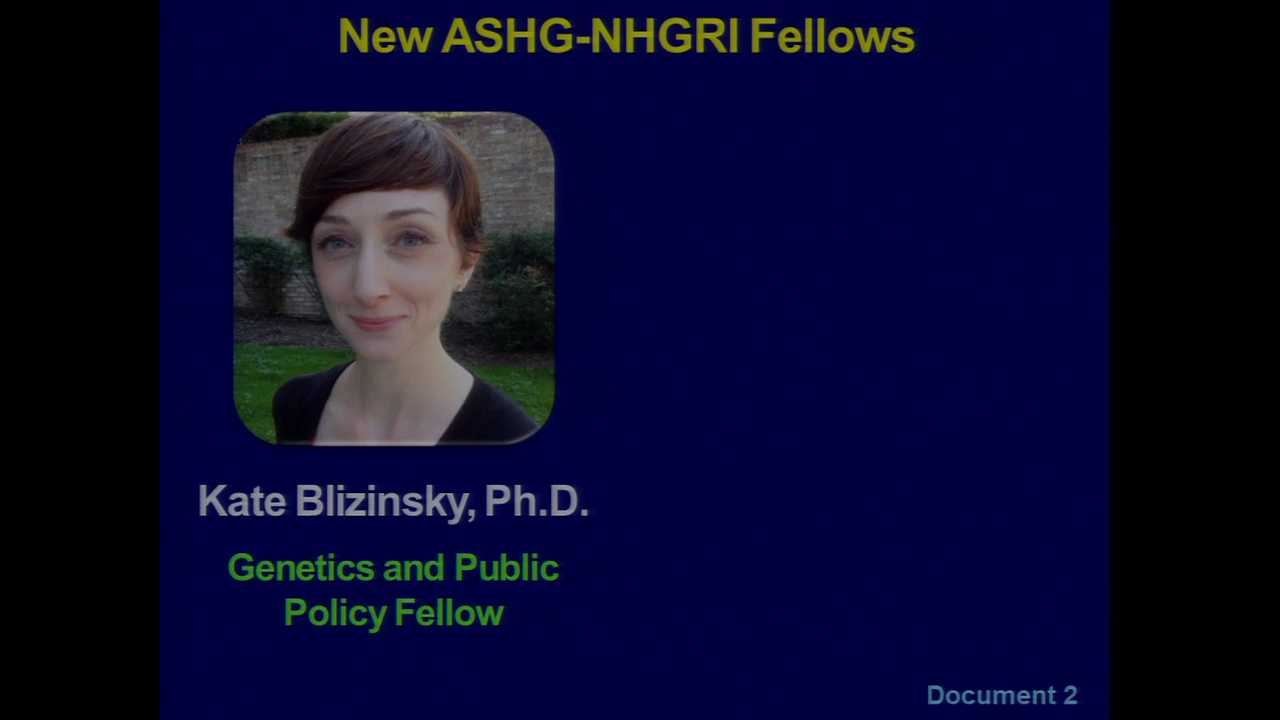 New ASHG-NHGRI Fellows
Kate Blizinsky, Ph.D.
Genetics and Public
Policy Fellow
Document 2